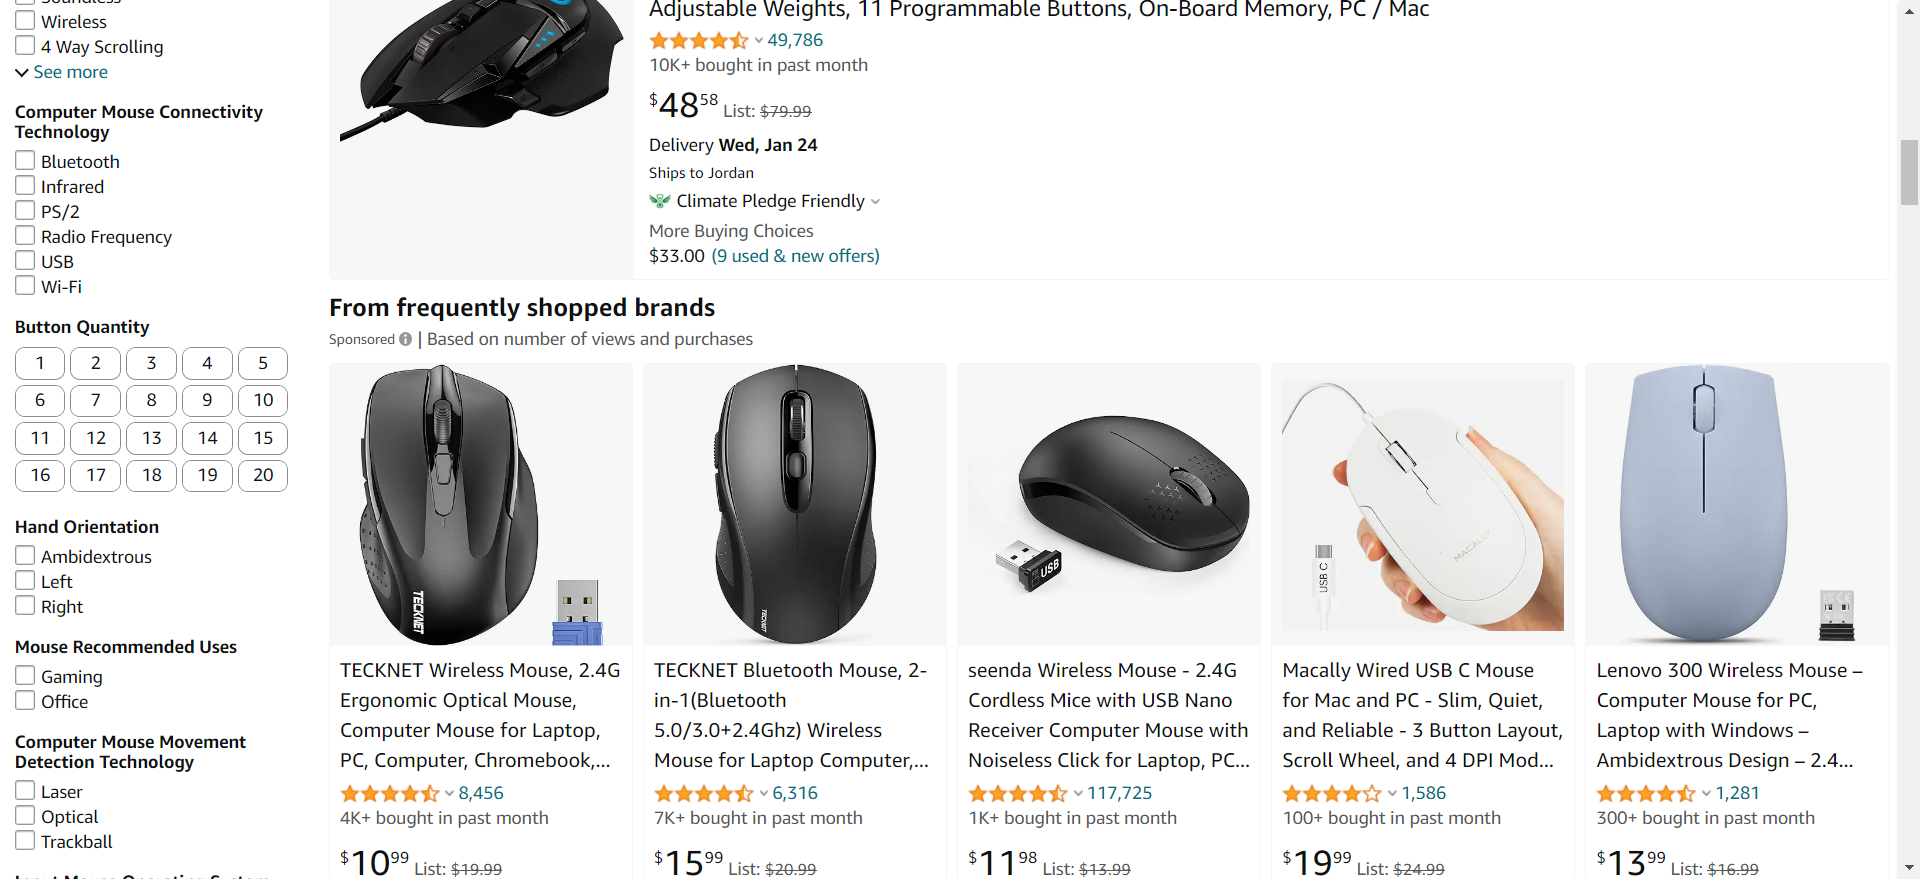 Soundless
Wireless
4 Way Scrolling
See more
Computer Mouse Connectivity
Technology
Bluetooth
Infrared
PS/2
Radio Frequency
USB
Wi-Fi
Button Quantity
1 2 3 4 5
6 7 8 9 10
11 12 13 14 15
16 17 18 19 20
Hand Orientation
Ambidextrous
Left
Right
Mouse Recommended Uses
Gaming
Office
Computer Mouse Movement
Detection Technology
Laser
Optical
Trackball
Adjustable Weights, 11 Programmable Buttons, On-Board Memory, PC / Mac
49,786
10K+ bought in past month
$48 58 List: $79.99
Delivery Wed, Jan 24
Ships to Jordan
Climate Pledge Friendly
More Buying Choices
$33.00 (9 used & new offers)
From frequently shopped brands
Sponsored | Based on number of views and purchases
TECKNET
TECKNET Wireless Mouse, 2.4G
Ergonomic Optical Mouse,
Computer Mouse for Laptop,
PC, Computer, Chromebook,...
8,456
4K+ bought in past month
$10 99 List: $19.99
TECKNET
TECKNET Bluetooth Mouse, 2-
in-1(Bluetooth
5.0/3.0+2.4Ghz) Wireless
Mouse for Laptop Computer,...
6,316
7K+ bought in past month
$15 99 List: $20.99
USB
seenda Wireless Mouse - 2.4G
Cordless Mice with USB Nano
Receiver Computer Mouse with
Noiseless Click for Laptop, PC...
117,725
1K+ bought in past month
$11 98 List: $13.99
MACALLY
USB C
Macally Wired USB C Mouse
for Mac and PC - Slim, Quiet,
and Reliable - 3 Button Layout,
Scroll Wheel, and 4 DPI Mod...
1,586
100+ bought in past month
$19 99 List: $24.99
Lenovo 300 Wireless Mouse –
Computer Mouse for PC,
Laptop with Windows –
Ambidextrous Design – 2.4...
1,281
300+ bought in past month
$13 99 List: $16.99